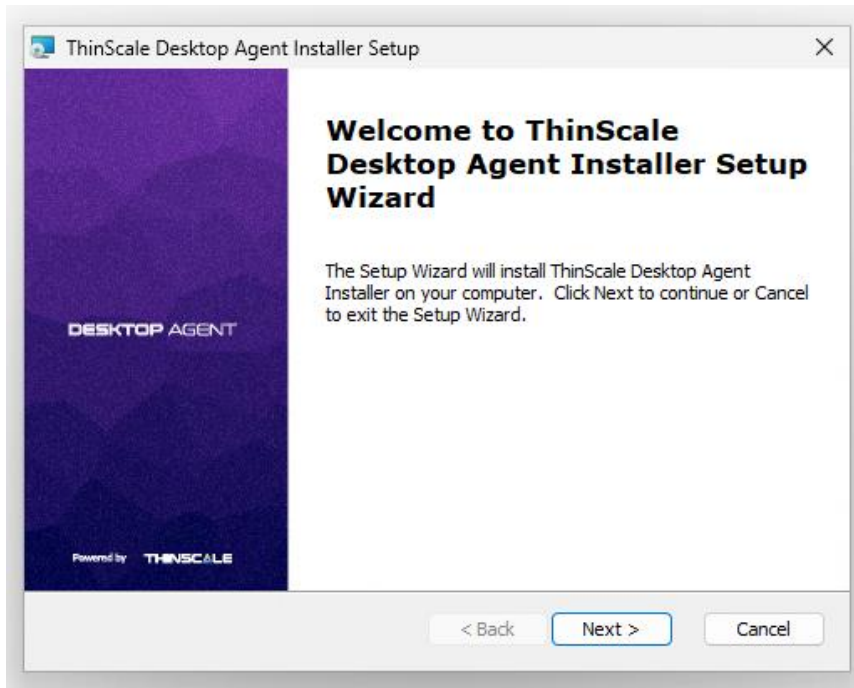 ThinScale Desktop Agent Installer Setup
Welcome to ThinScale
Desktop Agent Installer Setup
Wizard
The Setup Wizard will install ThinScale Desktop Agent
Installer on your computer.  Click Next to continue or Cancel
to exit the Setup Wizard.
DESKTOP AGENT
Powered by THINSCALE
< Back
Next >
Cancel